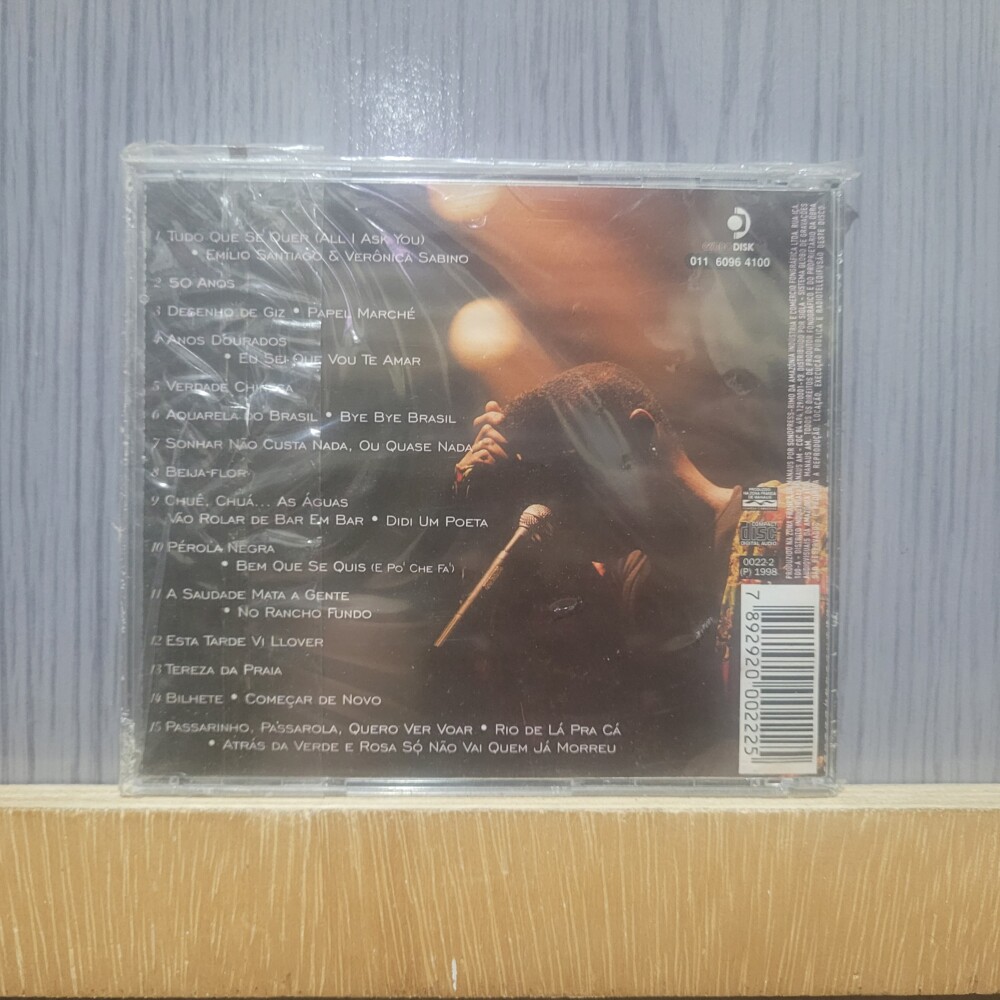 1 Tudo Que Se Quer (All I Ask You)
• Emílio Santiago & Verônica Sabino
2 50 Anos
3 Desenho de Giz • Papel Marché
4 Anos Dourados
• Eu Sei Que Vou Te Amar
5 Verdade Chinesa
6 Aquarela do Brasil • Bye Bye Brasil
7 Sonhar Não Custa Nada, Ou Quase Nada
8 Beija-flor
9 Chuê, Chuá... As Águas
Vão Rolar de Bar Em Bar • Didi Um Poeta
10 Pérola Negra
• Bem Que Se Quis (E Po' Che Fa')
11 A Saudade Mata a Gente
• No Rancho Fundo
12 Esta Tarde Vi Llover
13 Tereza da Praia
14 Bilhete • Começar de Novo
15 Passarinho, Pássarola, Quero Ver Voar • Rio de Lá Pra Cá
• Atrás da Verde e Rosa Só Não Vai Quem Já Morreu
DISK
011 6096 4100
COMPACT
disc
DIGITAL AUDIO
0022-2
(P) 1998
7 892920 002225